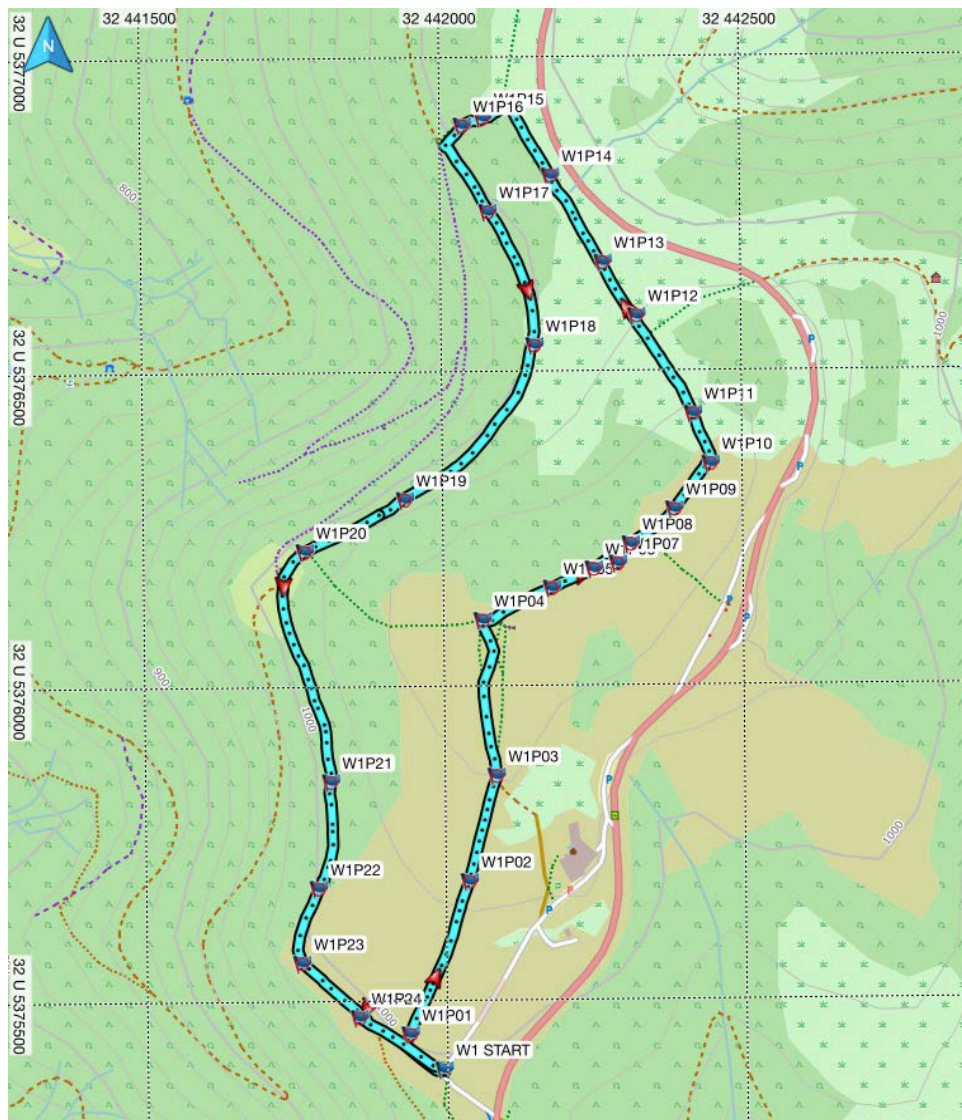 32 441500
32 442000
32 442500
N
32 U 5377000
W1P16
W1P15
W1P14
800
W1P17
W1P13
W1P12
1000
W1P18
P
32 U 5376500
W1P11
W1P10
P
W1P19
W1P09
W1P08
W1P20
W1P07
W1P04
P
P
32 U 5376000
900
1000
W1P21
W1P03
P
1000
W1P22
W1P02
P
P
W1P23
32 U 5375500
W1P24
1000
W1P01
W1 START